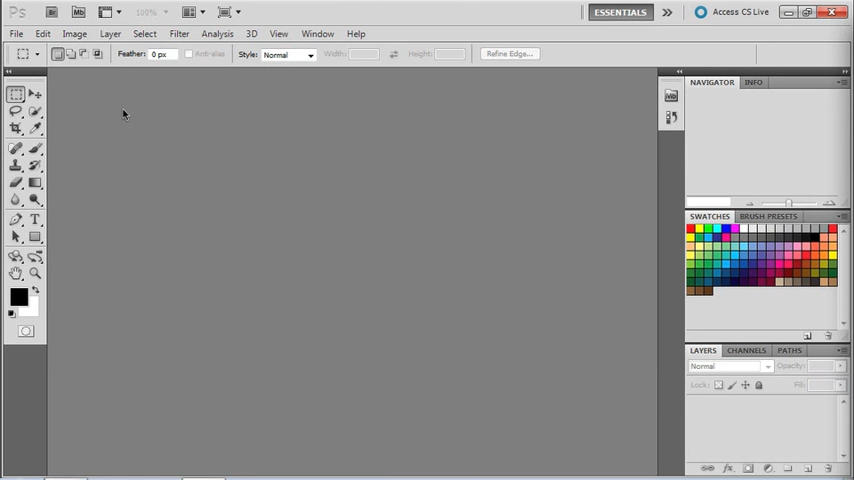 Ps Br Mb 100% ESSENTIALS Access CS Live
File Edit Image Layer Select Filter Analysis 3D View Window Help
Feather: 0 px Anti-alias Style: Normal Width: Height: Refine Edge...
NAVIGATOR INFO
SWATCHES BRUSH PRESETS
LAYERS CHANNELS PATHS
Normal Opacity:
Lock: Fill: